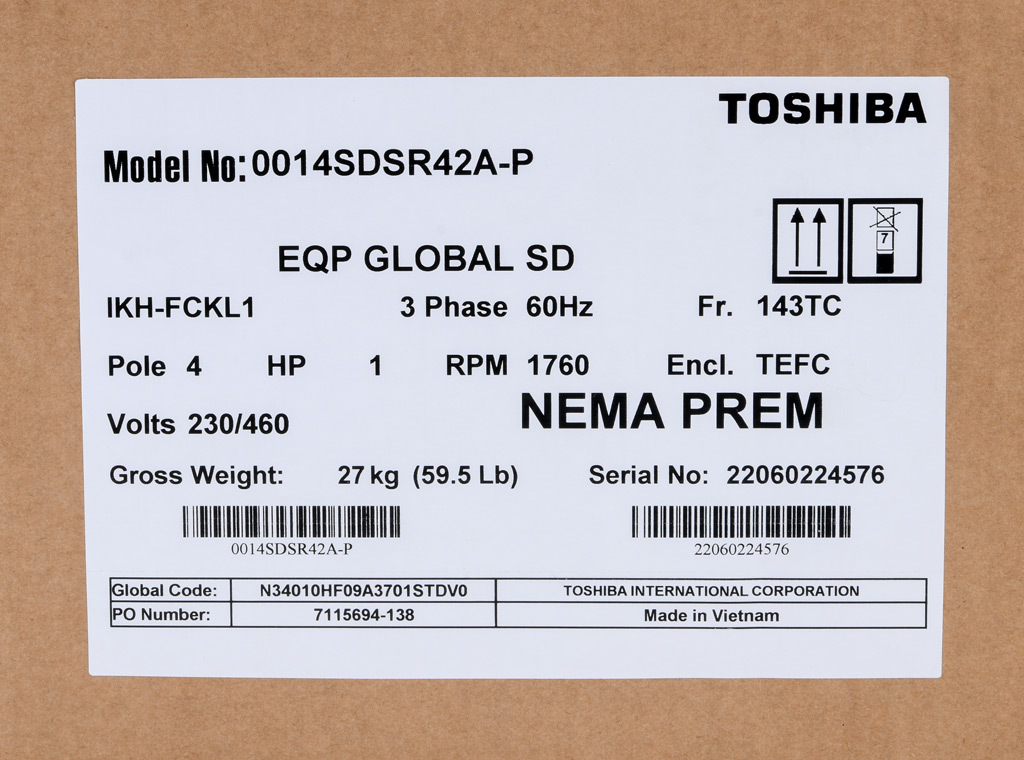 TOSHIBA
Model No: 0014SDSR42A-P
7
EQP GLOBAL SD
IKH-FCKL1 3 Phase 60Hz Fr. 143TC
Pole 4 HP 1 RPM 1760 Encl. TEFC
Volts 230/460 NEMA PREM
Gross Weight: 27 kg (59.5 Lb) Serial No: 22060224576
0014SDSR42A-P 22060224576
Global Code: N34010HF09A3701STDV0 TOSHIBA INTERNATIONAL CORPORATION
PO Number: 7115694-138 Made in Vietnam